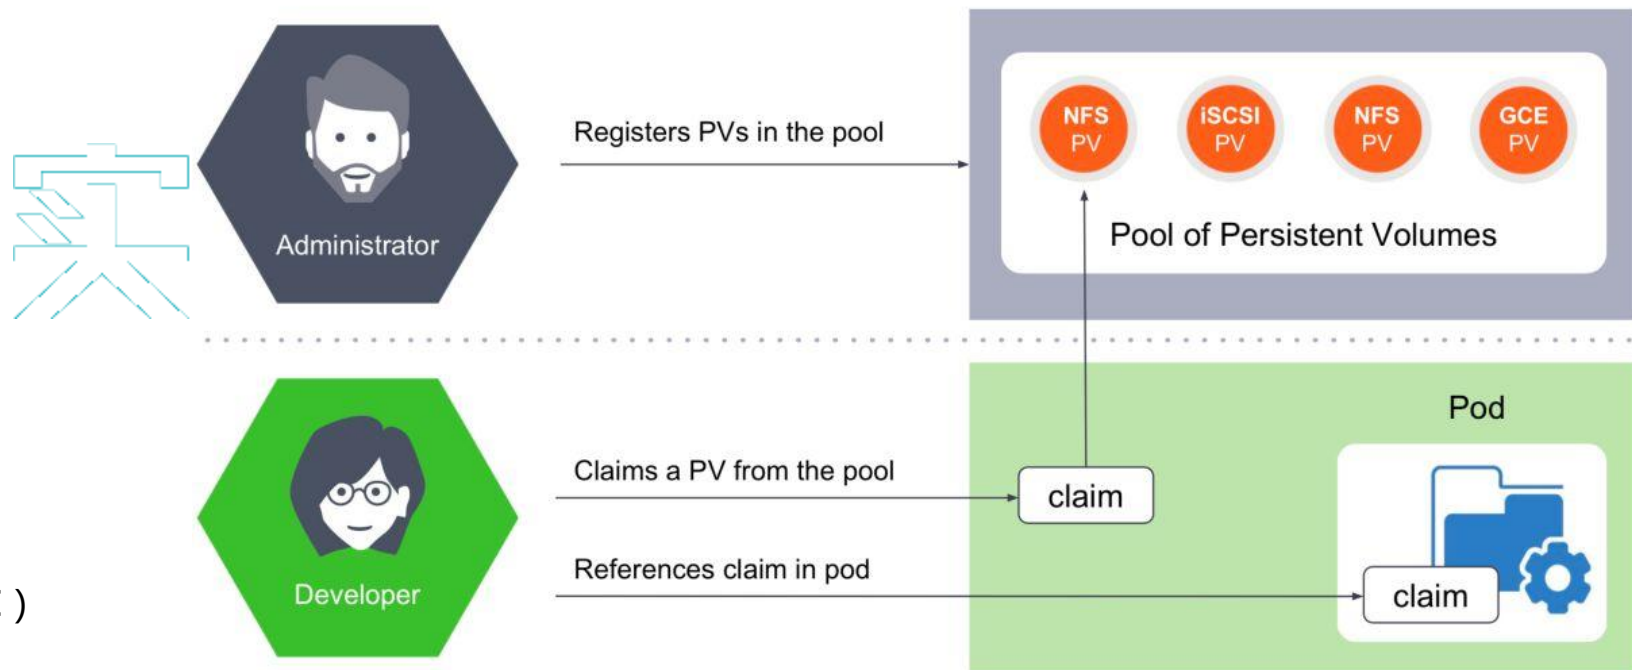 实
Administrator
Registers PVs in the pool
NFS
PV
iSCSI
PV
NFS
PV
GCE
PV
Pool of Persistent Volumes
Developer
Claims a PV from the pool
claim
References claim in pod
Pod
claim
)